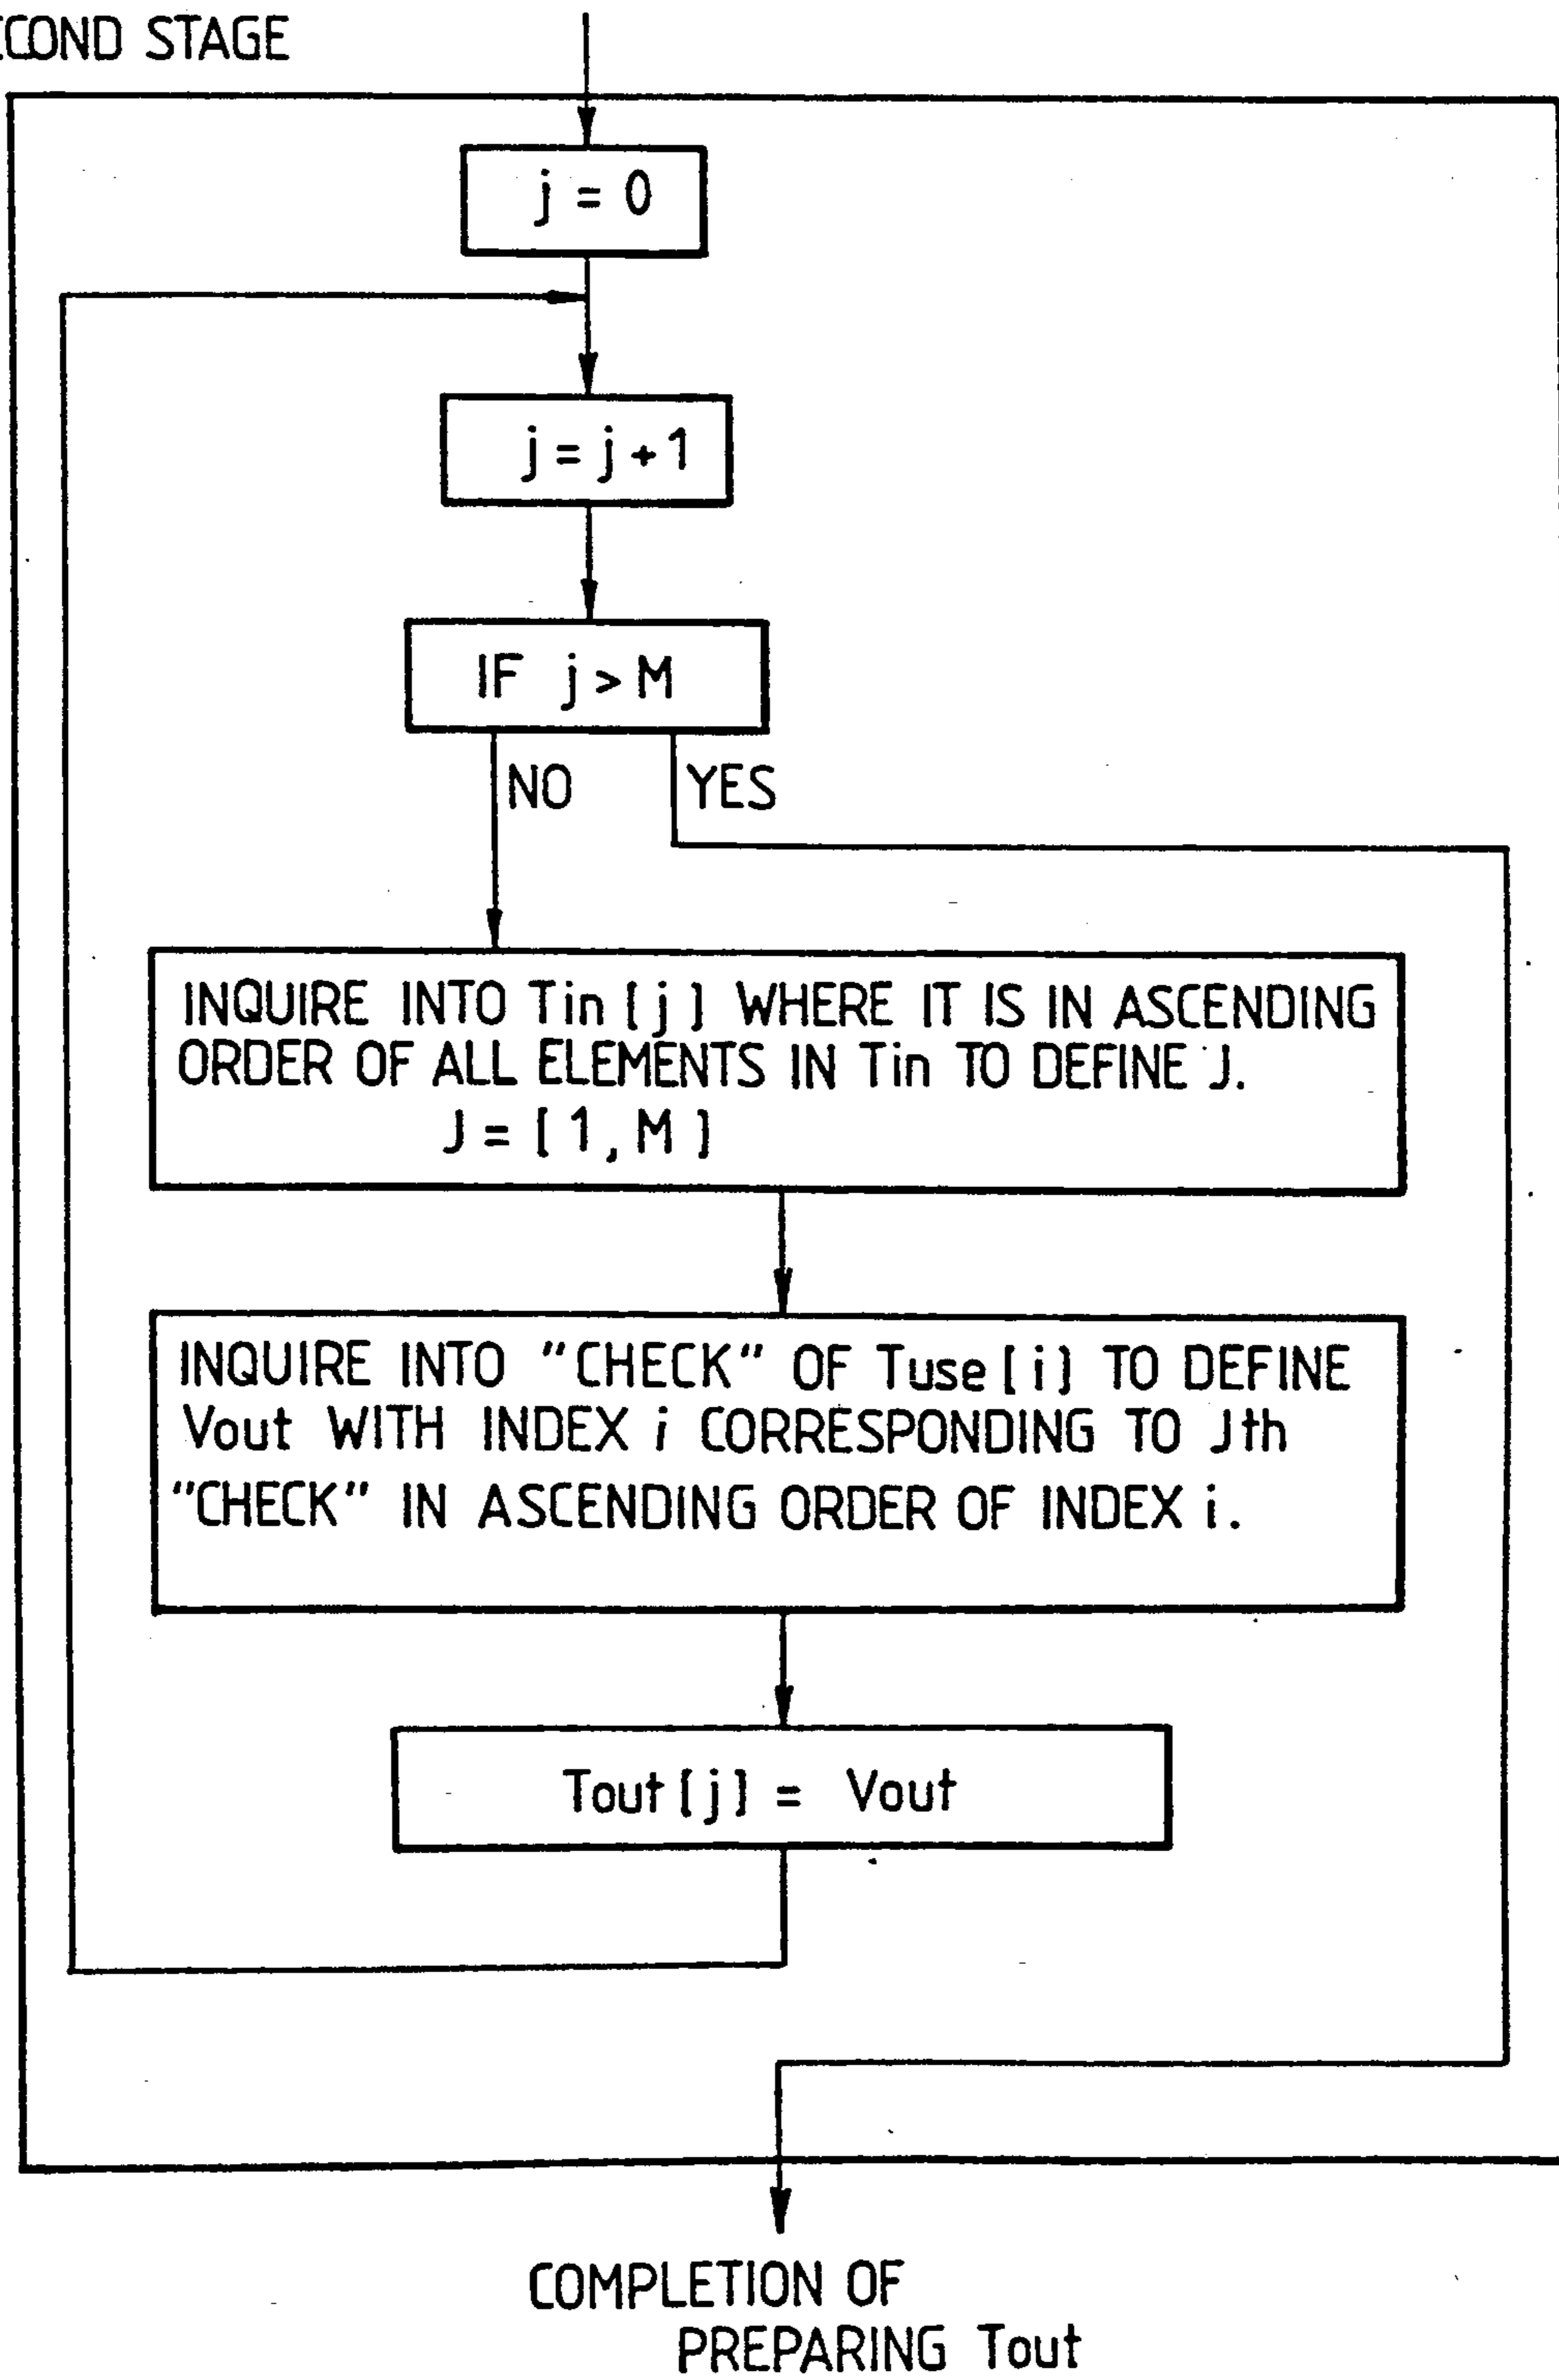 STAGE
j = 0
j = j + 1
IF j > M
NO YES
INQUIRE INTO Tin [j] WHERE IT IS IN ASCENDING
ORDER OF ALL ELEMENTS IN Tin TO DEFINE J.
J = [1, M]
INQUIRE INTO "CHECK" OF Tuse [i] TO DEFINE
Vout WITH INDEX i CORRESPONDING TO Jth
"CHECK" IN ASCENDING ORDER OF INDEX i.
Tout [j] = Vout
COMPLETION OF
PREPARING Tout